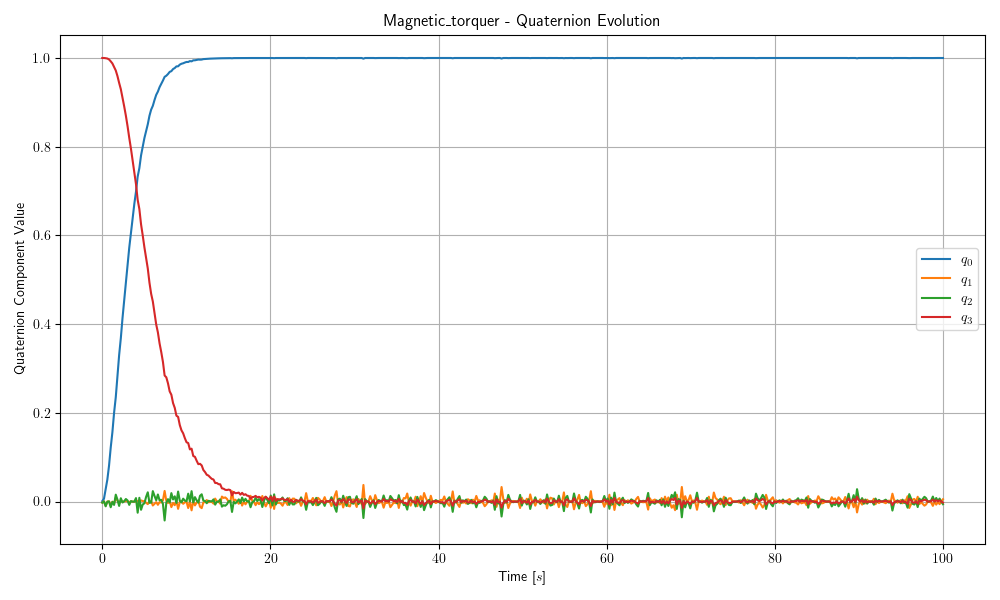 Magnetic_torquer - Quaternion Evolution
Quaternion Component Value
1.0
0.8
0.6
0.4
0.2
0.0
q0
q1
q2
q3
0 20 40 60 80 100
Time [s]